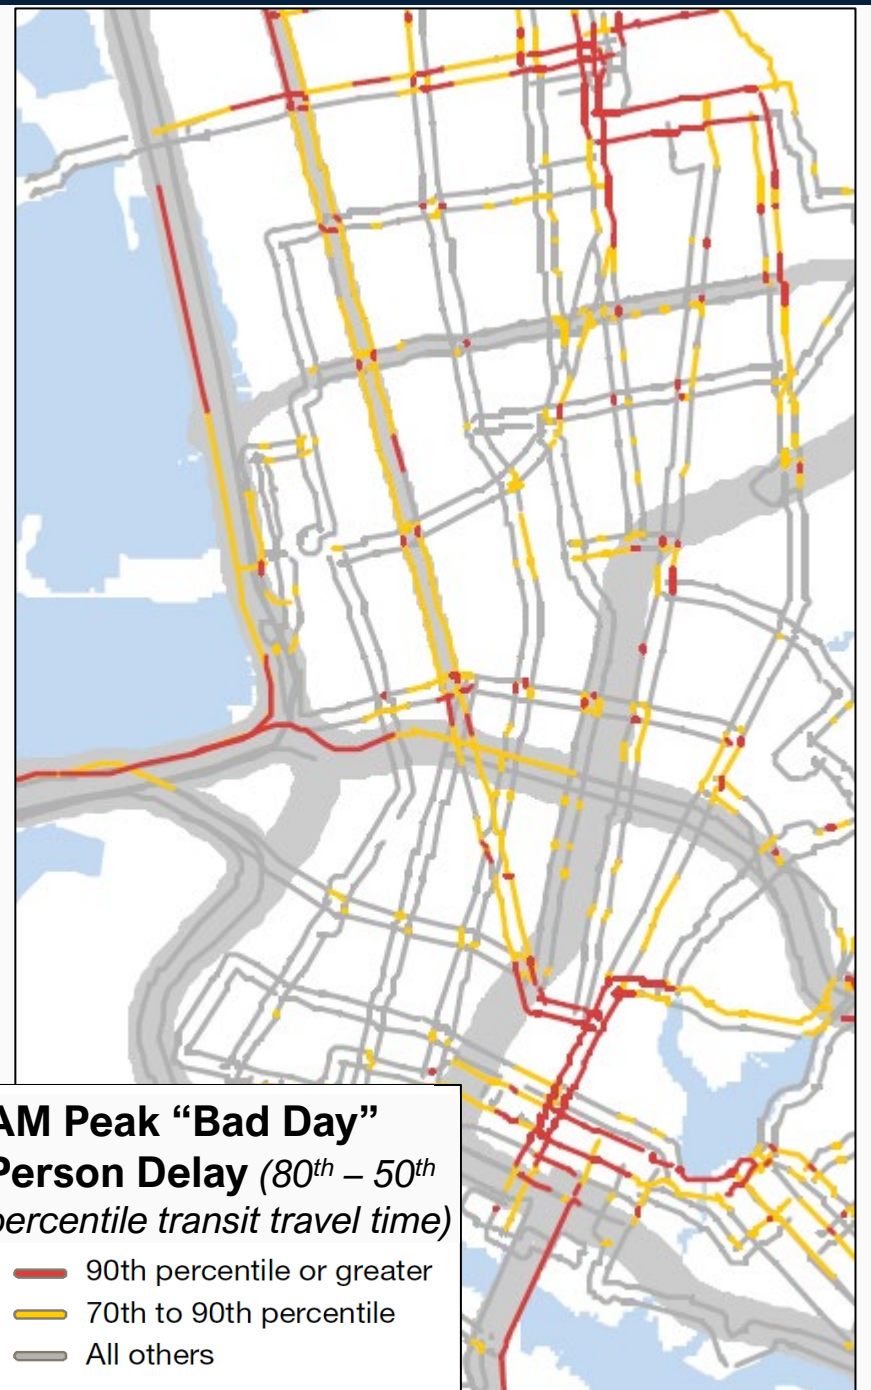 AM Peak “Bad Day”
Person Delay (80th – 50th
percentile transit travel time)
90th percentile or greater
70th to 90th percentile
All others